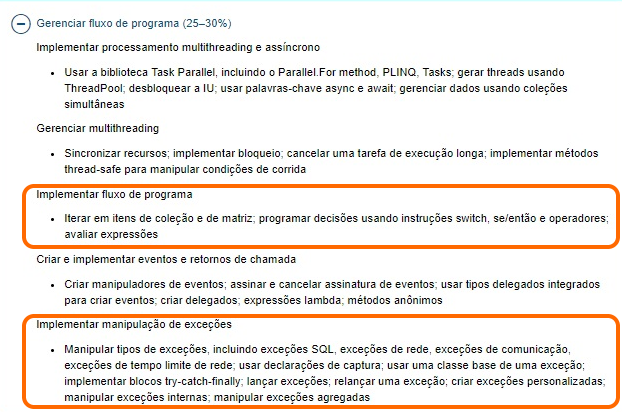 Gerenciar fluxo de programa (25–30%)
Implementar processamento multithreading e assíncrono
• Usar a biblioteca Task Parallel, incluindo o Parallel.For method, PLINQ, Tasks; gerar threads usando
ThreadPool; desbloquear a IU; usar palavras-chave async e await; gerenciar dados usando coleções
simultâneas
Gerenciar multithreading
• Sincronizar recursos; implementar bloqueio; cancelar uma tarefa de execução longa; implementar métodos
thread-safe para manipular condições de corrida
Implementar fluxo de programa
• Iterar em itens de coleção e de matriz; programar decisões usando instruções switch, se/então e operadores;
avaliar expressões
Criar e implementar eventos e retornos de chamada
• Criar manipuladores de eventos; assinar e cancelar assinatura de eventos; usar tipos delegados integrados
para criar eventos; criar delegados; expressões lambda; métodos anônimos
Implementar manipulação de exceções
• Manipular tipos de exceções, incluindo exceções SQL, exceções de rede, exceções de comunicação,
exceções de tempo limite de rede; usar declarações de captura; usar uma classe base de uma exceção;
implementar blocos try-catch-finally; lançar exceções; relançar uma exceção; criar exceções personalizadas;
manipular exceções internas; manipular exceções agregadas